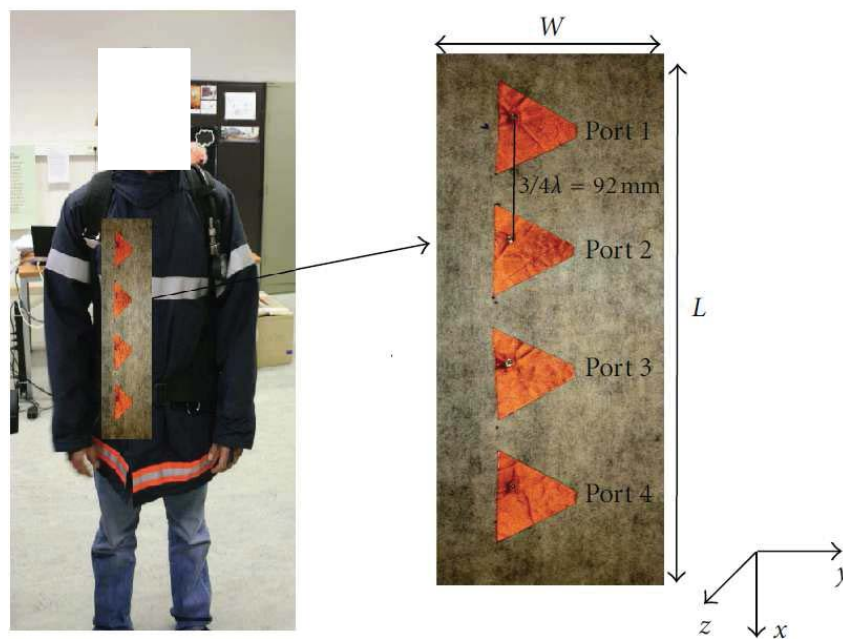 W
Port 1
3/4λ = 92 mm
Port 2
L
Port 3
Port 4
y
z
x